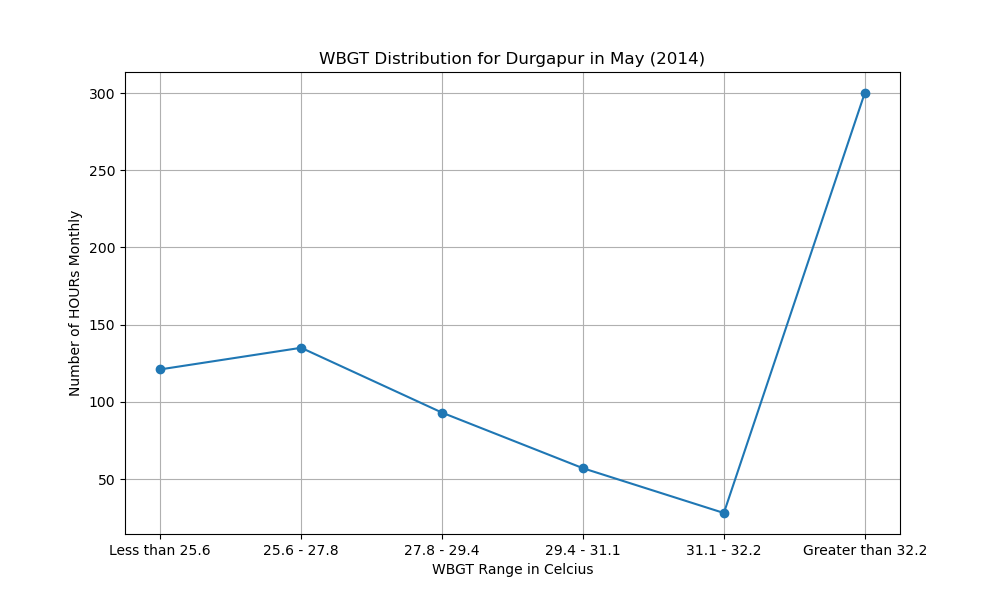 WBGT Distribution for Durgapur in May (2014)
300
250
200
150
100
50
Number of HOURs Monthly
Less than 25.6
25.6 - 27.8
27.8 - 29.4
29.4 - 31.1
31.1 - 32.2
Greater than 32.2
WBGT Range in Celcius